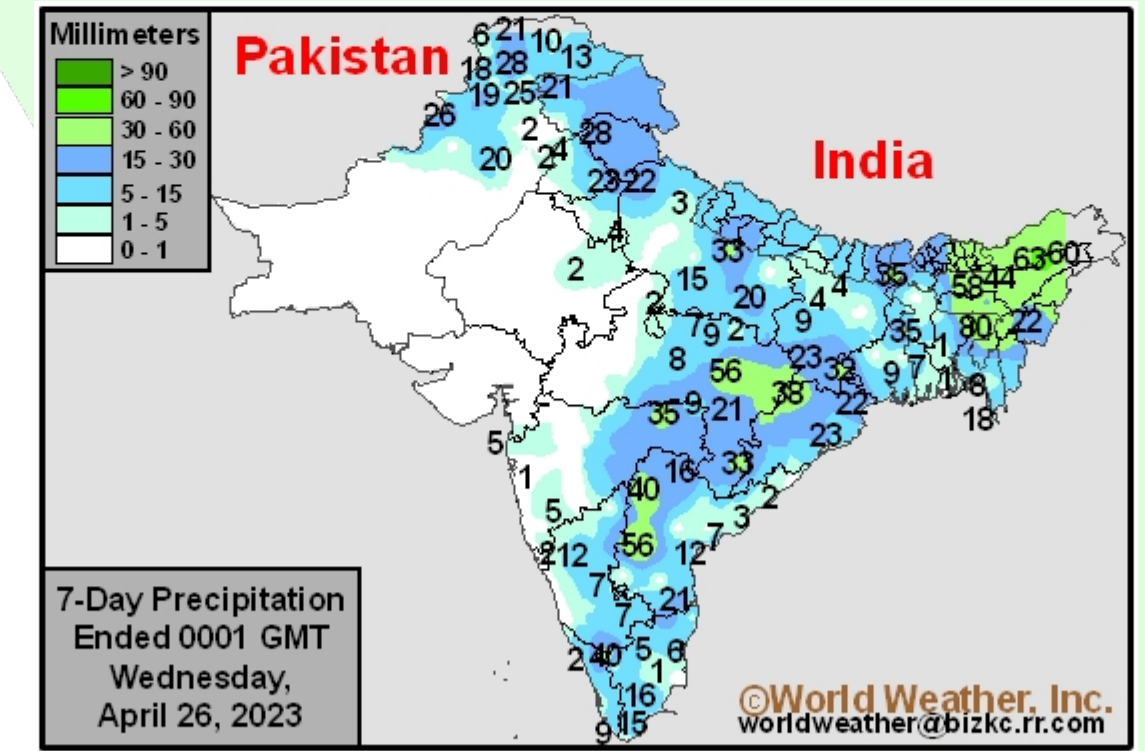 Millimeters
> 90
60 - 90
30 - 60
15 - 30
5 - 15
1 - 5
0 - 1
Pakistan
India
6 21 10 13
18 28
19 25 21
26
2 28
20 2 4
23 22
3
4
33
2 15 35 63 60
58 44
20 4 4
2
7 9 2 9 35 80 22
1
8 56 23 32 9 7 1 8
38
35 9 21 22 18
5 23
1 16 33
40
5 2
3
2 12 56 12 7
7
7 21
2 40 5 6
1
16
9 15
7-Day Precipitation
Ended 0001 GMT
Wednesday,
April 26, 2023
©World Weather, Inc.
worldweather@bizkc.rr.com